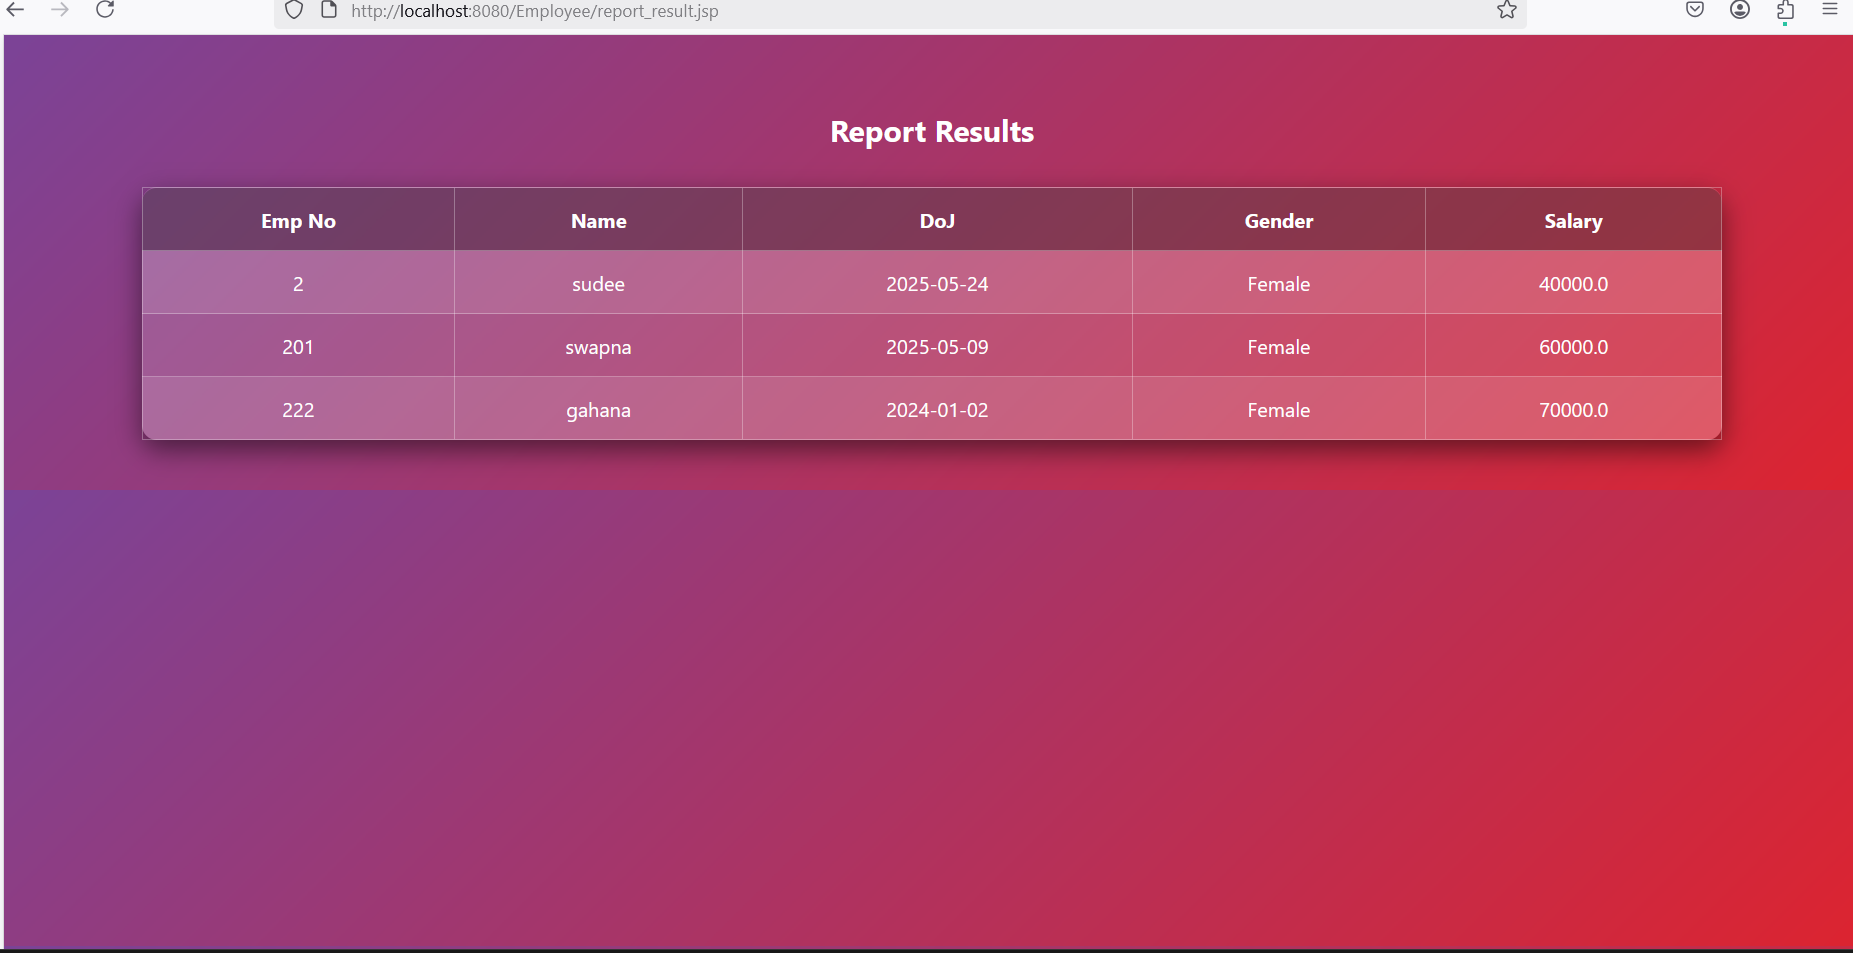 http://localhost:8080/Employee/report_result.jsp
Report Results
Emp No Name DoJ Gender Salary
2 sudee 2025-05-24 Female 40000.0
201 swapna 2025-05-09 Female 60000.0
222 gahana 2024-01-02 Female 70000.0